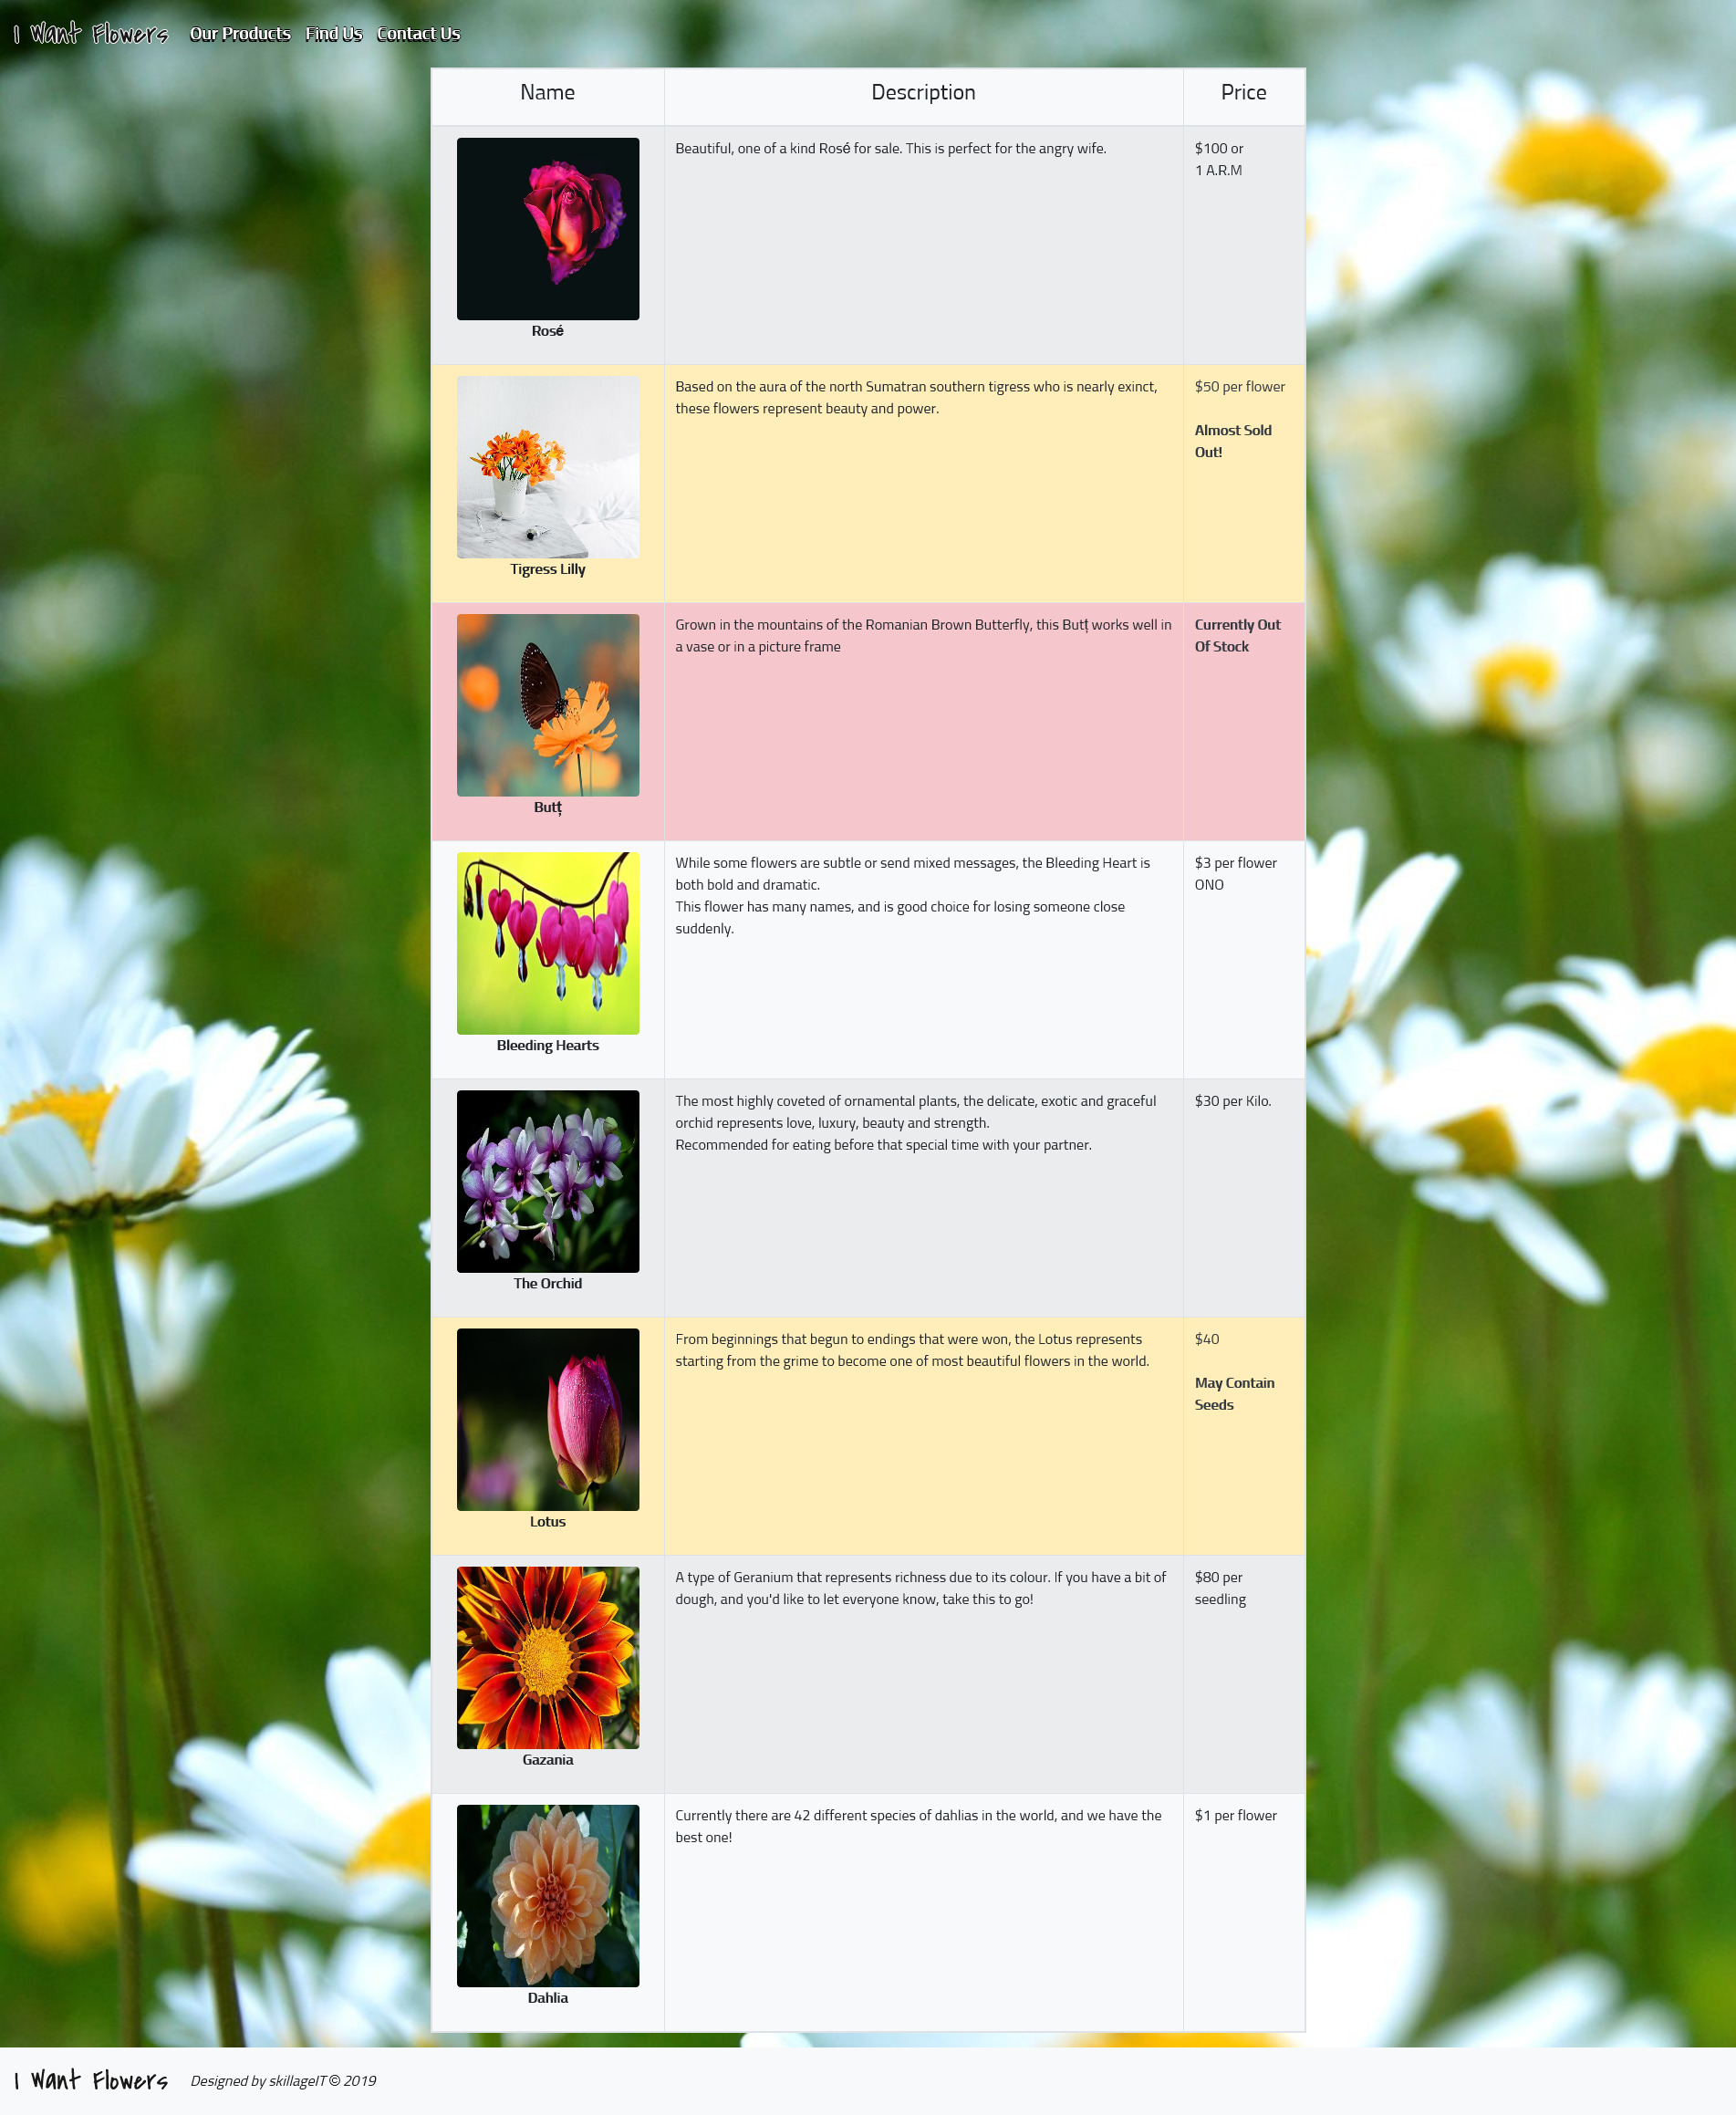 I Want Flowers Our Products Find Us Contact Us
Name Description Price
Beautiful, one of a kind Rosé for sale. This is perfect for the angry wife.
$100 or
1 A.R.M
Rosé
Based on the aura of the north Sumatran southern tigress who is nearly exinct,
these flowers represent beauty and power.
$50 per flower
Almost Sold
Out!
Tigress Lilly
Grown in the mountains of the Romanian Brown Butterfly, this Butț works well in
a vase or in a picture frame
Currently Out
Of Stock
Butț
While some flowers are subtle or send mixed messages, the Bleeding Heart is
both bold and dramatic.
This flower has many names, and is good choice for losing someone close
suddenly.
$3 per flower
ONO
Bleeding Hearts
The most highly coveted of ornamental plants, the delicate, exotic and graceful
orchid represents love, luxury, beauty and strength.
Recommended for eating before that special time with your partner.
$30 per Kilo.
The Orchid
From beginnings that begun to endings that were won, the Lotus represents
starting from the grime to become one of most beautiful flowers in the world.
$40
May Contain
Seeds
Lotus
A type of Geranium that represents richness due to its colour. If you have a bit of
dough, and you'd like to let everyone know, take this to go!
$80 per
seedling
Gazania
Currently there are 42 different species of dahlias in the world, and we have the
best one!
$1 per flower
Dahlia
I Want Flowers Designed by skillageIT © 2019